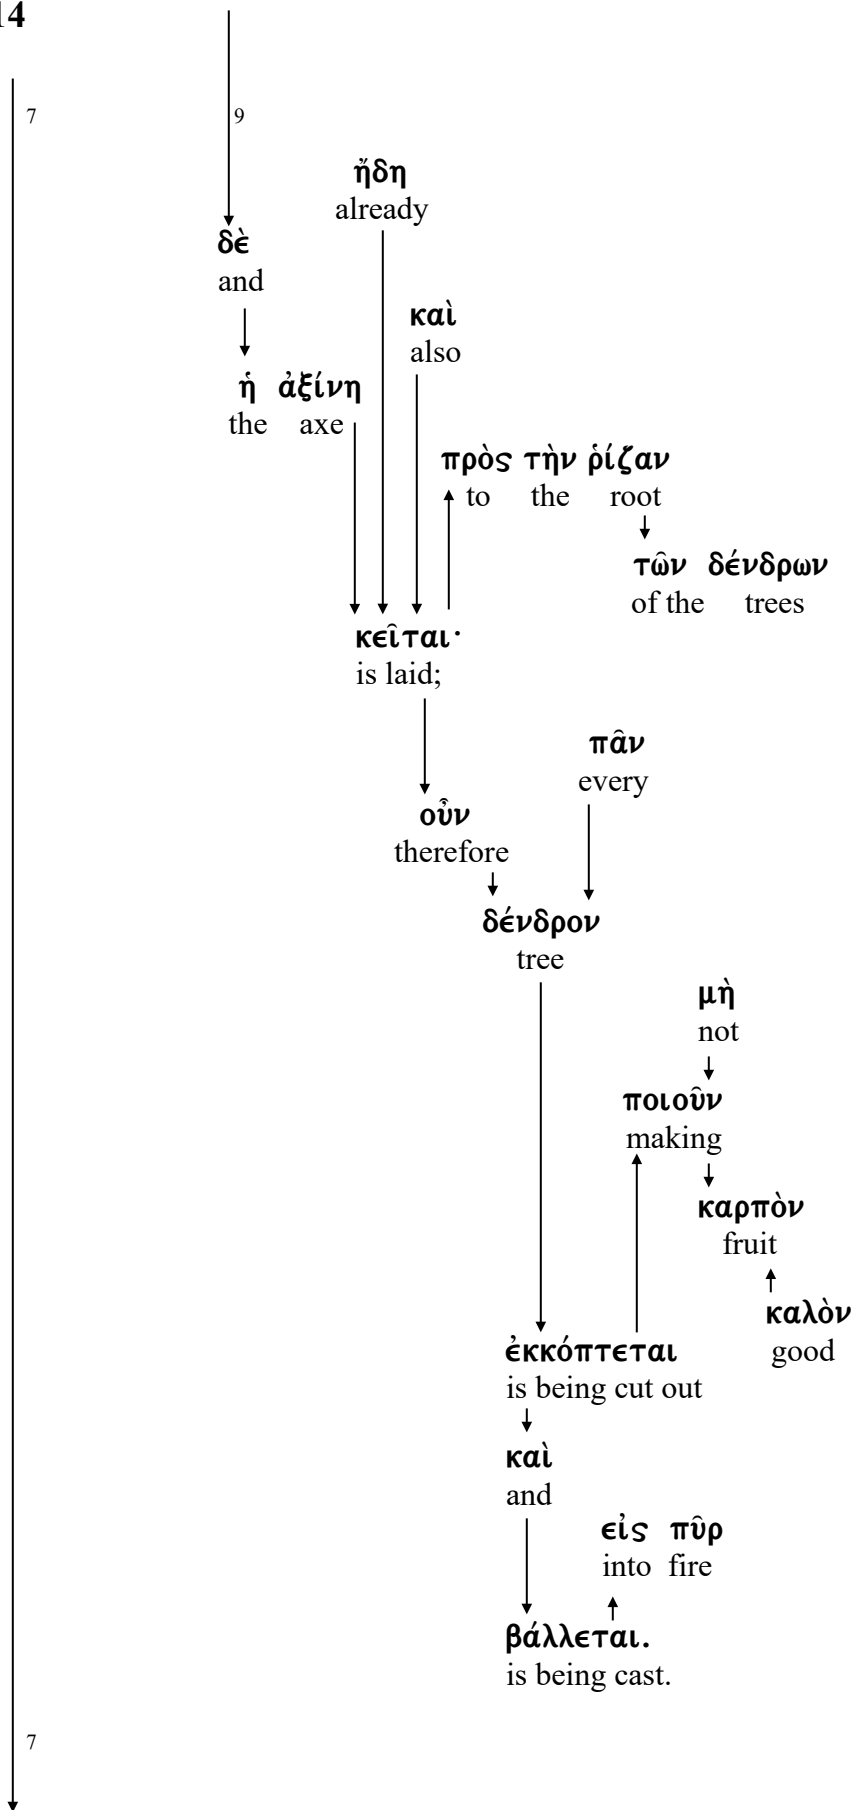 14
7
9
ἤδη
already
δὲ
and
καὶ
also
ἡ ἀξίνη
the axe
πρὸς τὴν ῥίζαν
to the root
τῶν δένδρων
of the trees
κεῖται·
is laid;
πᾶν
every
οὖν
therefore
δένδρον
tree
μὴ
not
ποιοῦν
making
καρπὸν
fruit
καλὸν
good
ἐκκόπτεται
is being cut out
καὶ
and
εἰς πῦρ
into fire
βάλλεται.
is being cast.
7